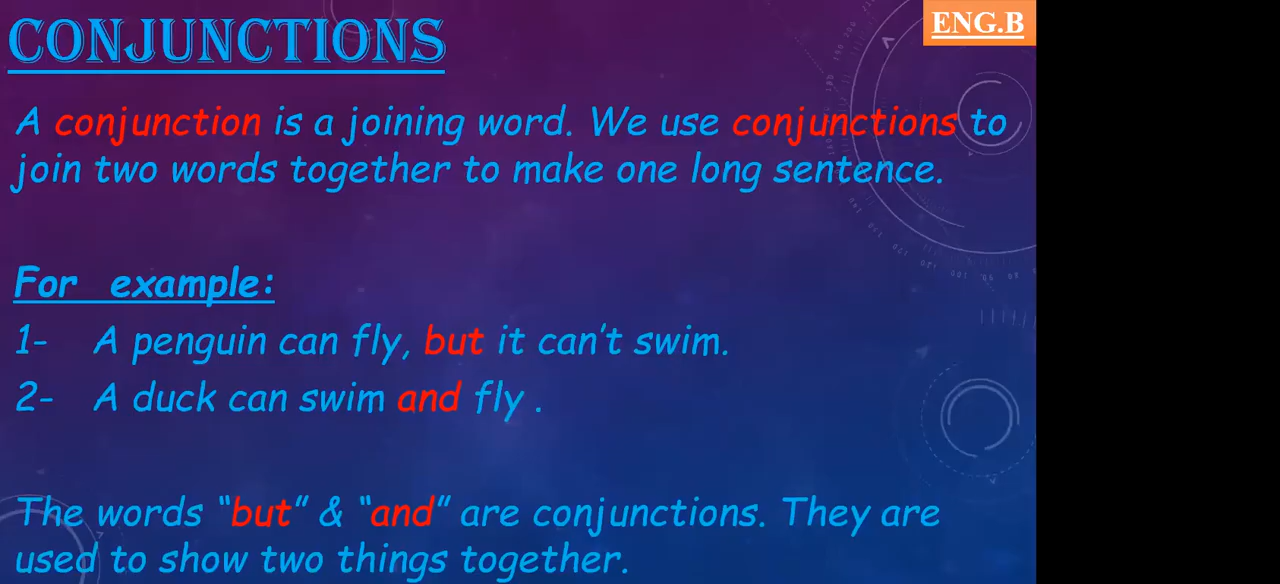 CONJUNCTIONS
ENG.B
A conjunction is a joining word. We use conjunctions to
join two words together to make one long sentence.
For example:
1- A penguin can fly, but it can't swim.
2- A duck can swim and fly .
The words “but” & “and” are conjunctions. They are
used to show two things together.